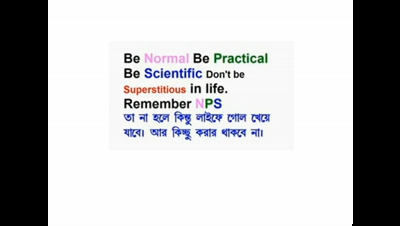 Be Normal Be Practical
Be Scientific Don't be
Superstitious in life.
Remember NPS
তা না হলে কিন্তু লাইফে গোল খেয়ে
যাবে। আর কিচ্ছু করার থাকবে না।